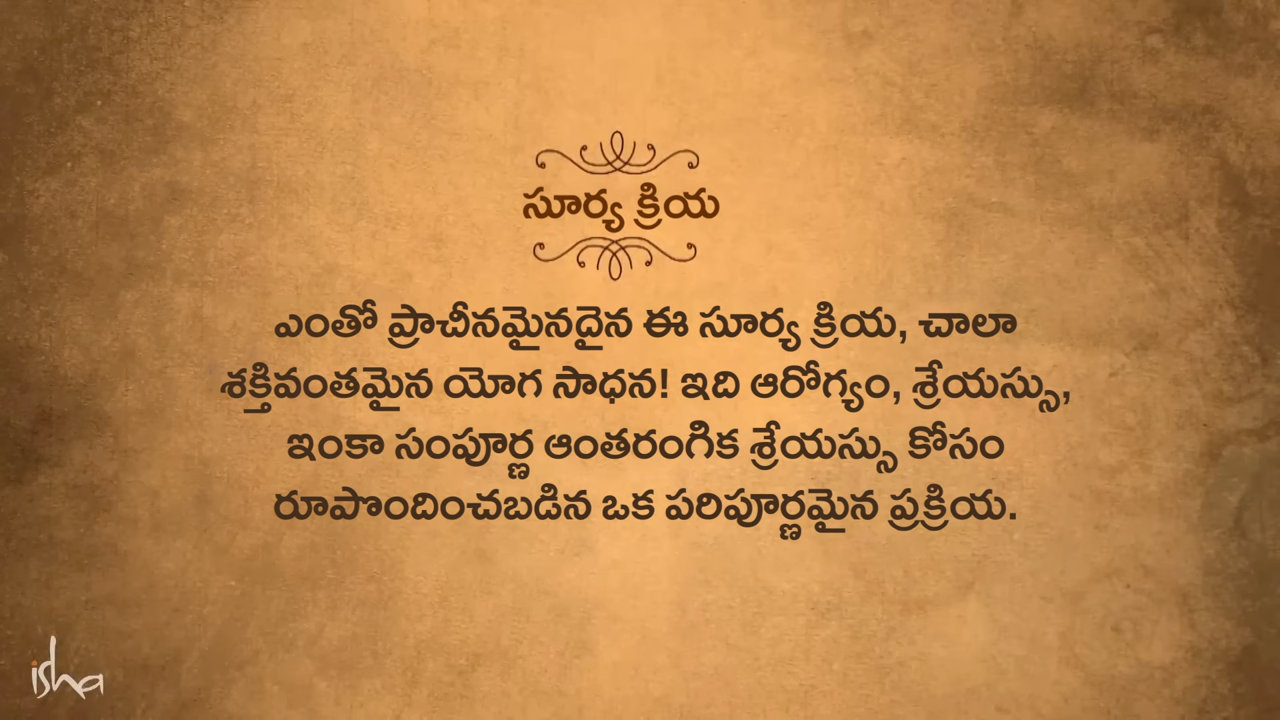 సూర్య క్రియ
ఎంతో ప్రాచీనమైనదైన ఈ సూర్య క్రియ, చాలా
శక్తివంతమైన యోగ సాధన! ఇది ఆరోగ్యం, శ్రేయస్సు,
ఇంకా సంపూర్ణ ఆంతరంగిక శ్రేయస్సు కోసం
రూపొందించబడిన ఒక పరిపూర్ణమైన ప్రక్రియ.
isha